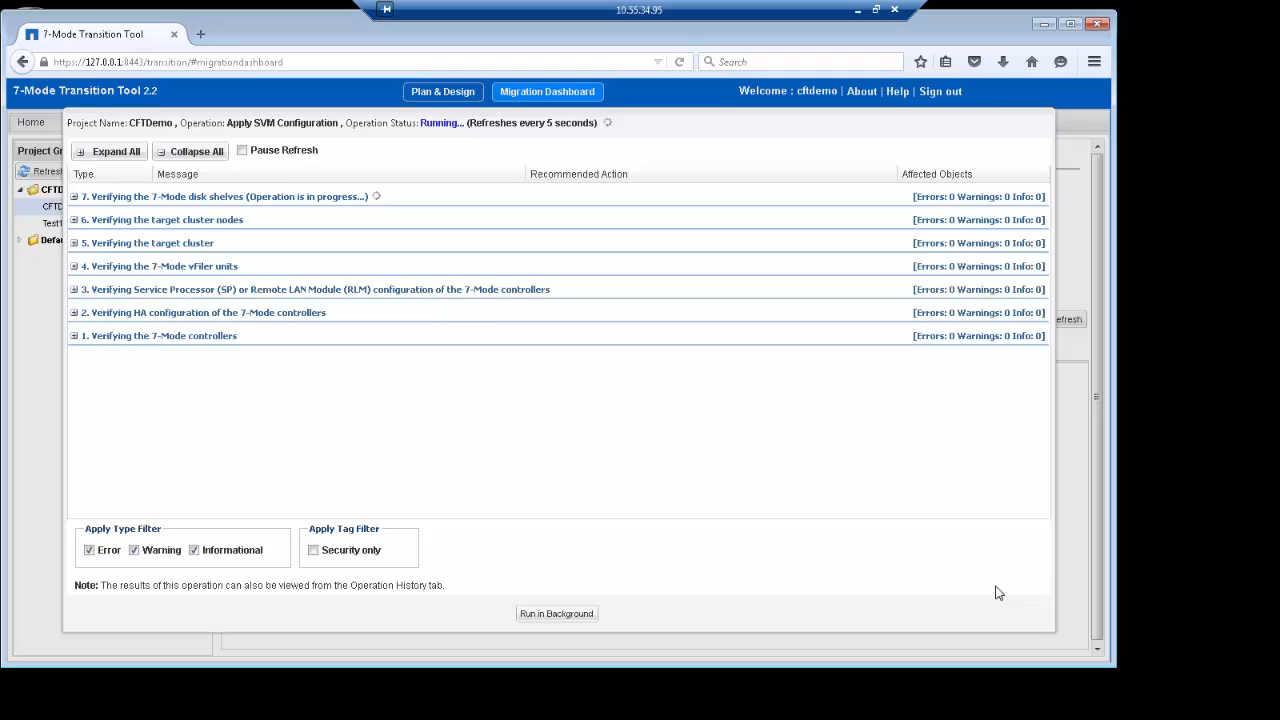 10.55.34.95
7-Mode Transition Tool
https://127.0.0.1:8443/transition/#migrationdashboard
Search
7-Mode Transition Tool 2.2
Plan & Design
Migration Dashboard
Welcome : cftdemo | About | Help | Sign out
Home
Project Name: CFTDemo , Operation: Apply SVM Configuration , Operation Status: Running... (Refreshes every 5 seconds)
Project Gr
Expand All
Collapse All
Pause Refresh
Refresh
Type Message Recommended Action Affected Objects
CFTD
7. Verifying the 7-Mode disk shelves (Operation is in progress...) [Errors: 0 Warnings: 0 Info: 0]
CFTD
6. Verifying the target cluster nodes [Errors: 0 Warnings: 0 Info: 0]
Test1
Defau
5. Verifying the target cluster [Errors: 0 Warnings: 0 Info: 0]
4. Verifying the 7-Mode vFiler units [Errors: 0 Warnings: 0 Info: 0]
3. Verifying Service Processor (SP) or Remote LAN Module (RLM) configuration of the 7-Mode controllers [Errors: 0 Warnings: 0 Info: 0]
2. Verifying HA configuration of the 7-Mode controllers [Errors: 0 Warnings: 0 Info: 0]
efresh
1. Verifying the 7-Mode controllers [Errors: 0 Warnings: 0 Info: 0]
Apply Type Filter
Apply Tag Filter
Error Warning Informational
Security only
Note: The results of this operation can also be viewed from the Operation History tab.
Run in Background